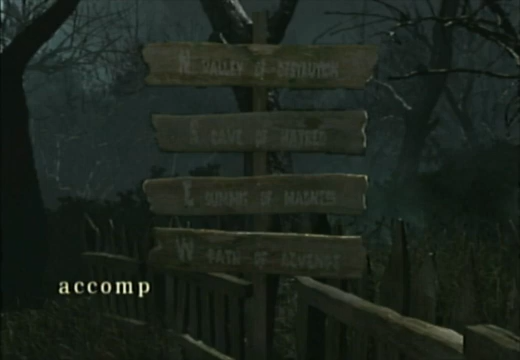 N VALLEY OF
CAVE OF HATRED
SUMMIT OF MADNESS
W PATH OF
accomp